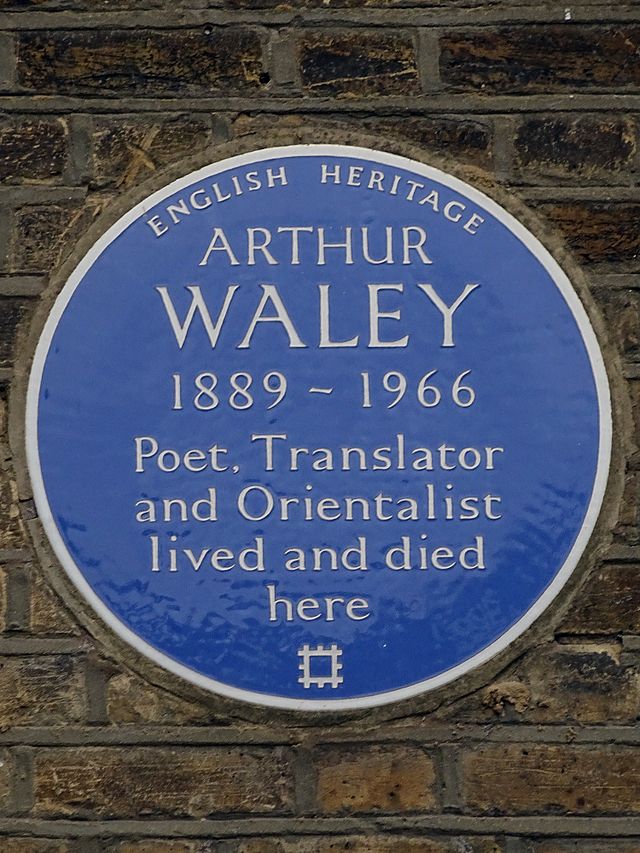 ENGLISH HERITAGE
ARTHUR
WALEY
1889 ~ 1966
Poet, Translator
and Orientalist
lived and died
here